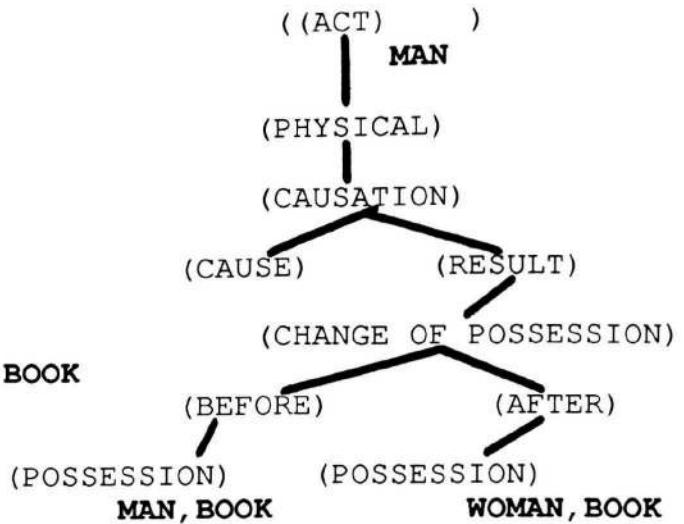 ((ACT) )
MAN
(PHYSICAL)
(CAUSATION)
(CAUSE) (RESULT)
(CHANGE OF POSSESSION)
BOOK
(BEFORE) (AFTER)
(POSSESSION) (POSSESSION)
MAN, BOOK WOMAN, BOOK